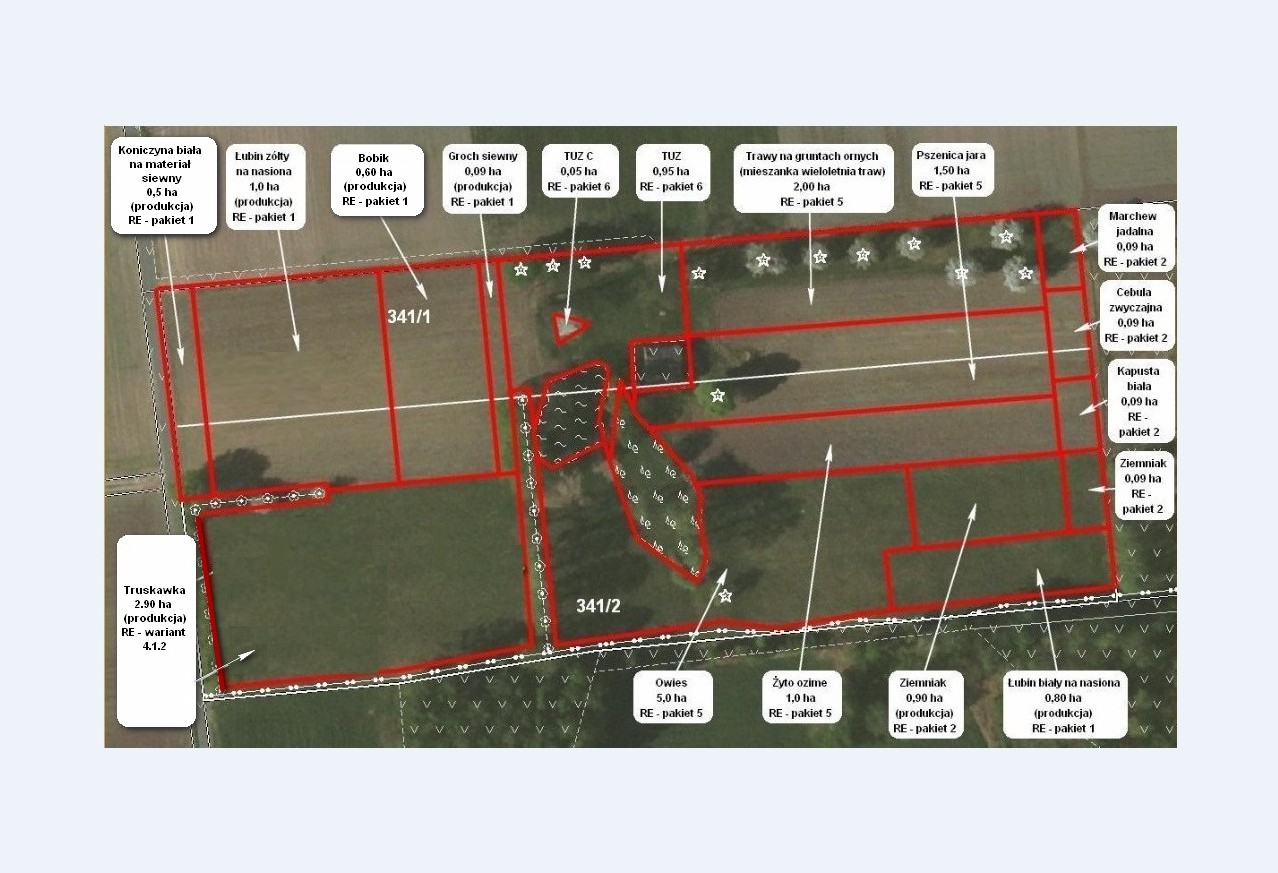 Koniczyna biała
na materiał
siewny
0,5 ha
(produkcja)
RE - pakiet 1
Łubin żółty
na nasiona
1,0 ha
(produkcja)
RE - pakiet 1
Bobik
0,60 ha
(produkcja)
RE - pakiet 1
Groch siewny
0,09 ha
(produkcja)
RE - pakiet 1
TUZ C
0,05 ha
RE - pakiet 6
TUZ
0,95 ha
RE - pakiet 6
Trawy na gruntach ornych
(mieszanka wieloletnia traw)
2,00 ha
RE - pakiet 5
Pszenica jara
1,50 ha
RE - pakiet 5
Marchew
jadalna
0,09 ha
RE - pakiet 2
Cebula
zwyczajna
0,09 ha
RE - pakiet 2
Kapusta
biała
0,09 ha
RE -
pakiet 2
Ziemniak
0,09 ha
RE -
pakiet 2
341/1
341/2
Truskawka
2.90 ha
(produkcja)
RE - wariant
4.1.2
Owies
5,0 ha
RE - pakiet 5
Żyto ozime
1,0 ha
RE - pakiet 5
Ziemniak
0,90 ha
(produkcja)
RE - pakiet 2
Łubin biały na nasiona
0,80 ha
(produkcja)
RE - pakiet 1